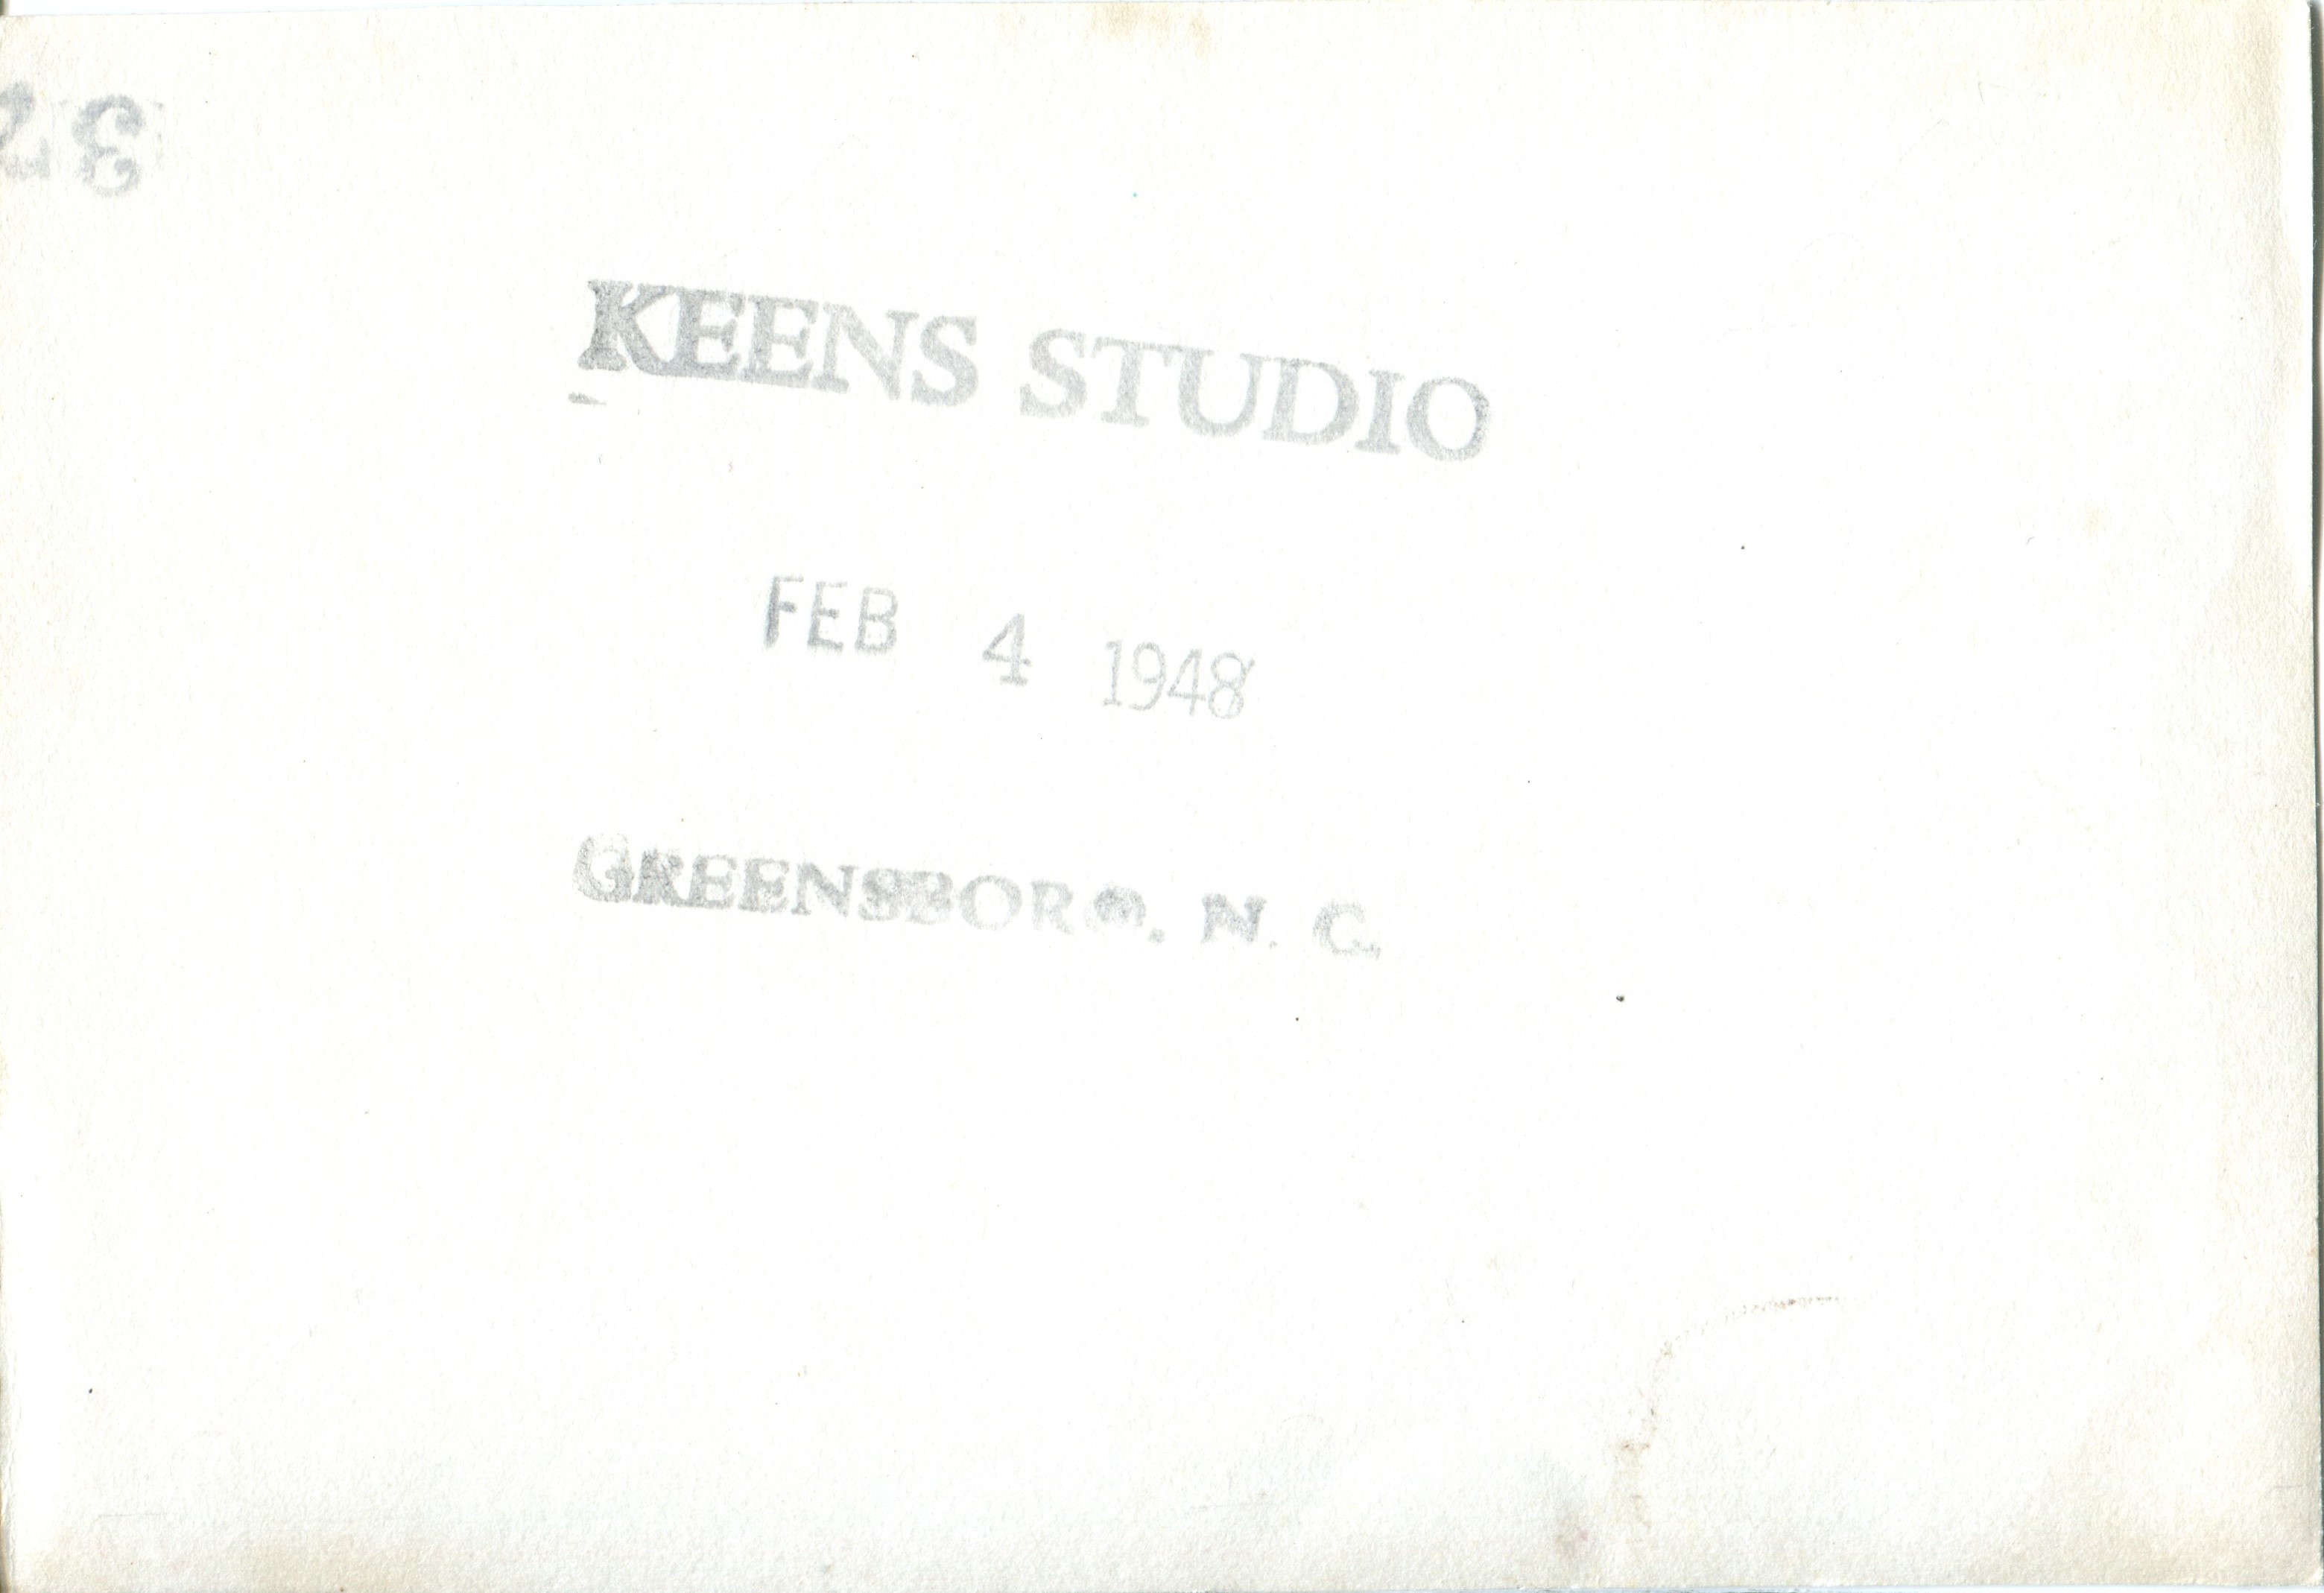 KEENS STUDIO
FEB 4 1948
GREENSBORO, N. C.